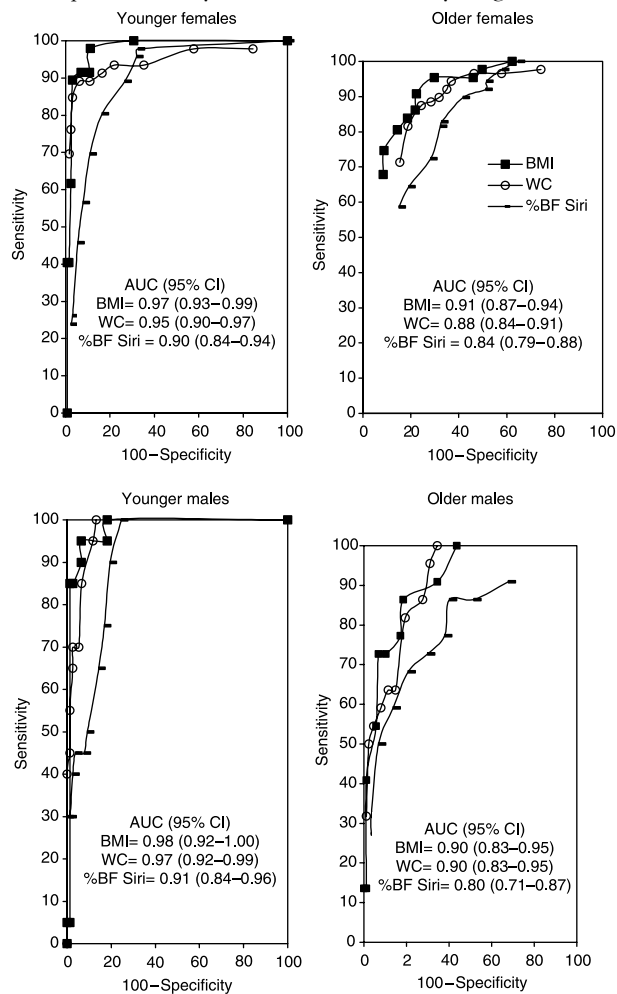 Younger females
100
90
80
70
60
50
40
30
20
10
0
Sensitivity
AUC (95% CI)
BMI= 0.97 (0.93–0.99)
WC= 0.95 (0.90–0.97)
%BF Siri = 0.90 (0.84–0.94)
0 20 40 60 80 100
100–Specificity
Older females
100
90
80
70
60
50
40
30
20
10
0
Sensitivity
BMI
WC
%BF Siri
AUC (95% CI)
BMI= 0.91 (0.87–0.94)
WC= 0.88 (0.84–0.91)
%BF Siri = 0.84 (0.79–0.88)
0 20 40 60 80 100
100–Specificity
Younger males
100
90
80
70
60
50
40
30
20
10
0
Sensitivity
AUC (95% CI)
BMI= 0.98 (0.92–1.00)
WC= 0.97 (0.92–0.99)
%BF Siri= 0.91 (0.84–0.96)
0 20 40 60 80 100
100–Specificity
Older males
100
90
80
70
60
50
40
30
20
10
0
Sensitivity
AUC (95% CI)
BMI= 0.90 (0.83–0.95)
WC= 0.90 (0.83–0.95)
%BF Siri= 0.80 (0.71–0.87)
0 2 40 60 80 100
100–Specificity